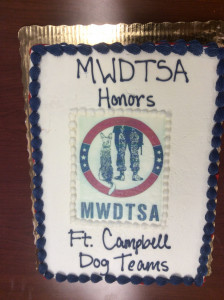 MWDTSA
Honors
MWDTSA
Ft. Campbell
Dog Teams